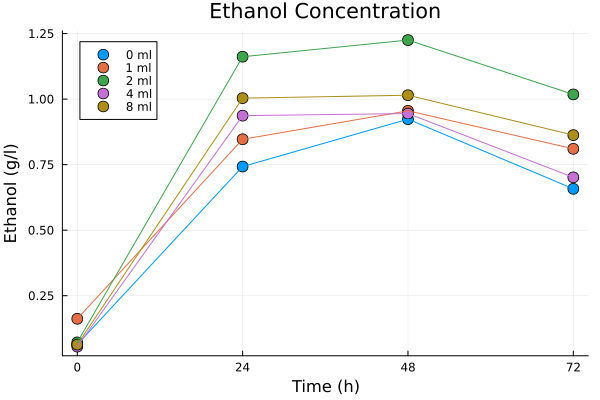 Ethanol Concentration
1.25
1.00
0.75
0.50
0.25
Ethanol (g/l)
0 ml
1 ml
2 ml
4 ml
8 ml
0 24 48 72
Time (h)